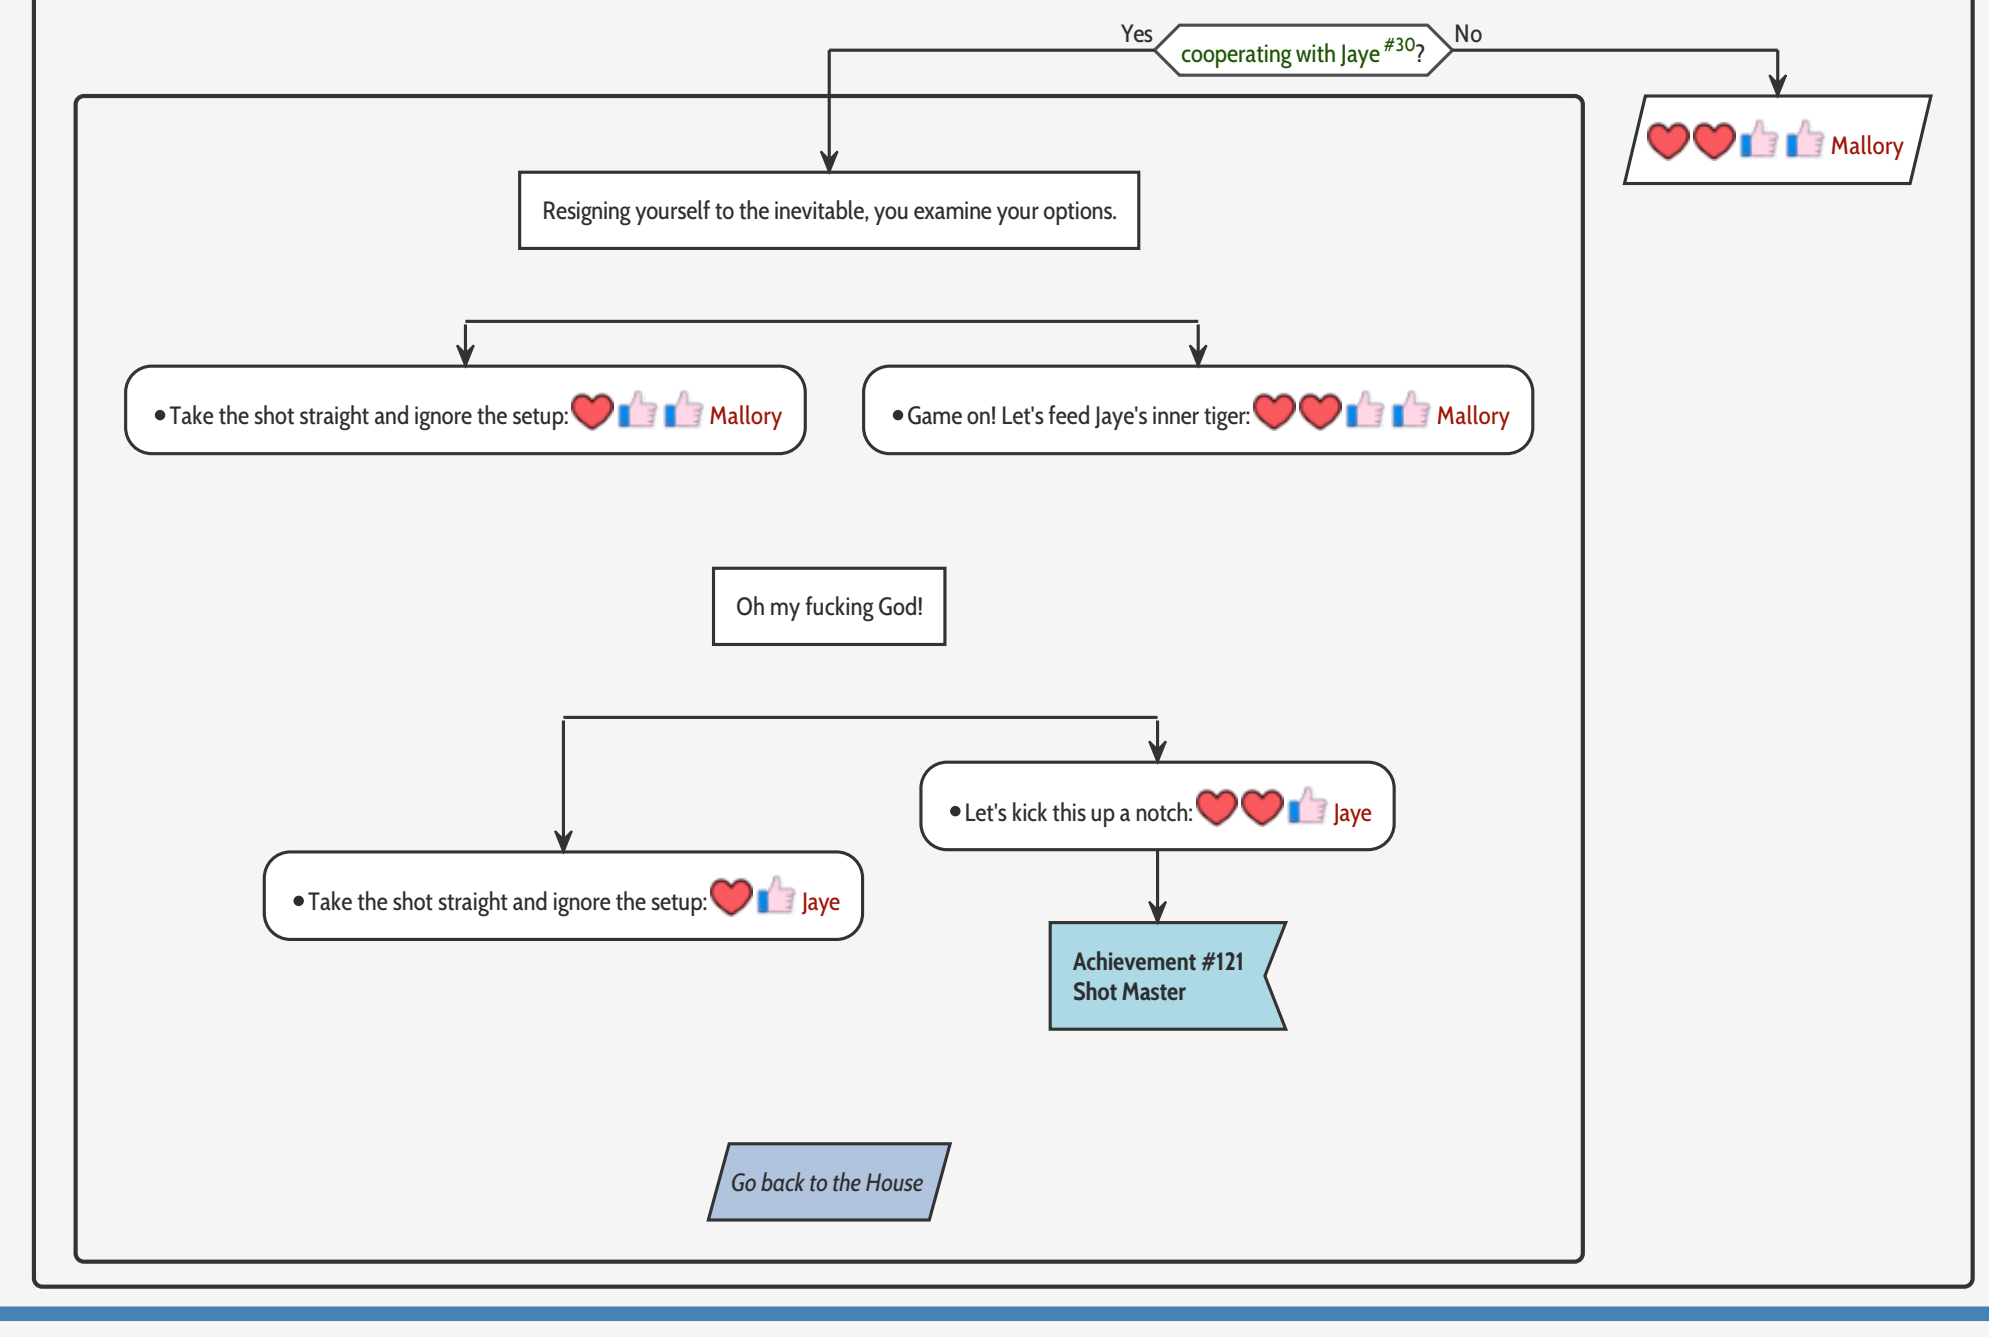 Yes
cooperating with Jaye #30?
No
Mallory
Resigning yourself to the inevitable, you examine your options.
• Take the shot straight and ignore the setup: Mallory
• Game on! Let's feed Jaye's inner tiger: Mallory
Oh my fucking God!
• Let's kick this up a notch: Jaye
• Take the shot straight and ignore the setup: Jaye
Achievement #121
Shot Master
Go back to the House